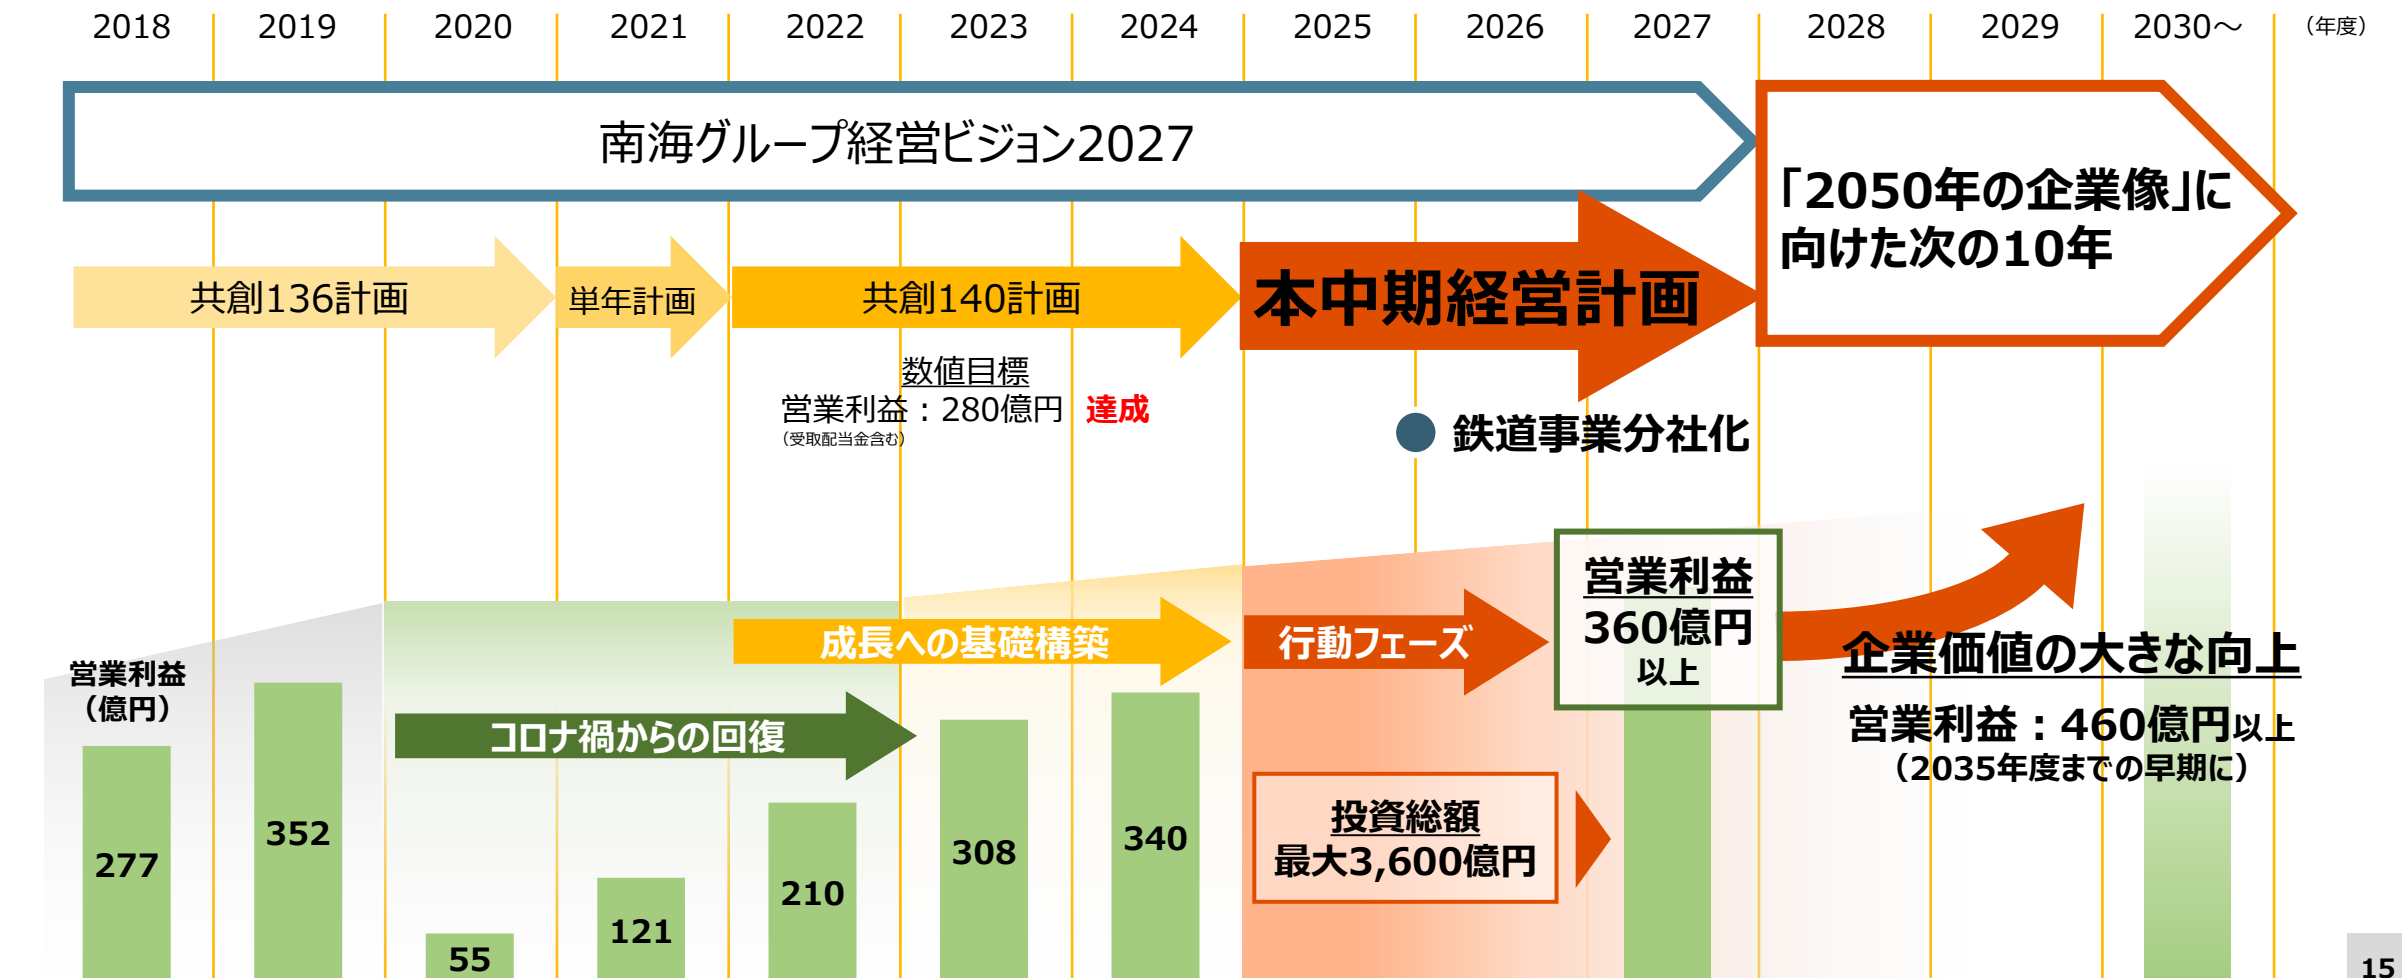 2018 2019 2020 2021 2022 2023 2024 2025 2026 2027 2028 2029 2030～ （年度）
南海グループ経営ビジョン2027
「2050年の企業像」に
向けた次の10年
共創136計画
単年計画
共創140計画
本中期経営計画
数値目標
営業利益：280億円 達成
（受取配当金含む）
鉄道事業分社化
営業利益
360億円
以上
成長への基礎構築
行動フェーズ
企業価値の大きな向上
営業利益：460億円以上
（2035年度までの早期に）
営業利益
（億円）
コロナ禍からの回復
投資総額
最大3,600億円
277
352
55
121
210
308
340
15